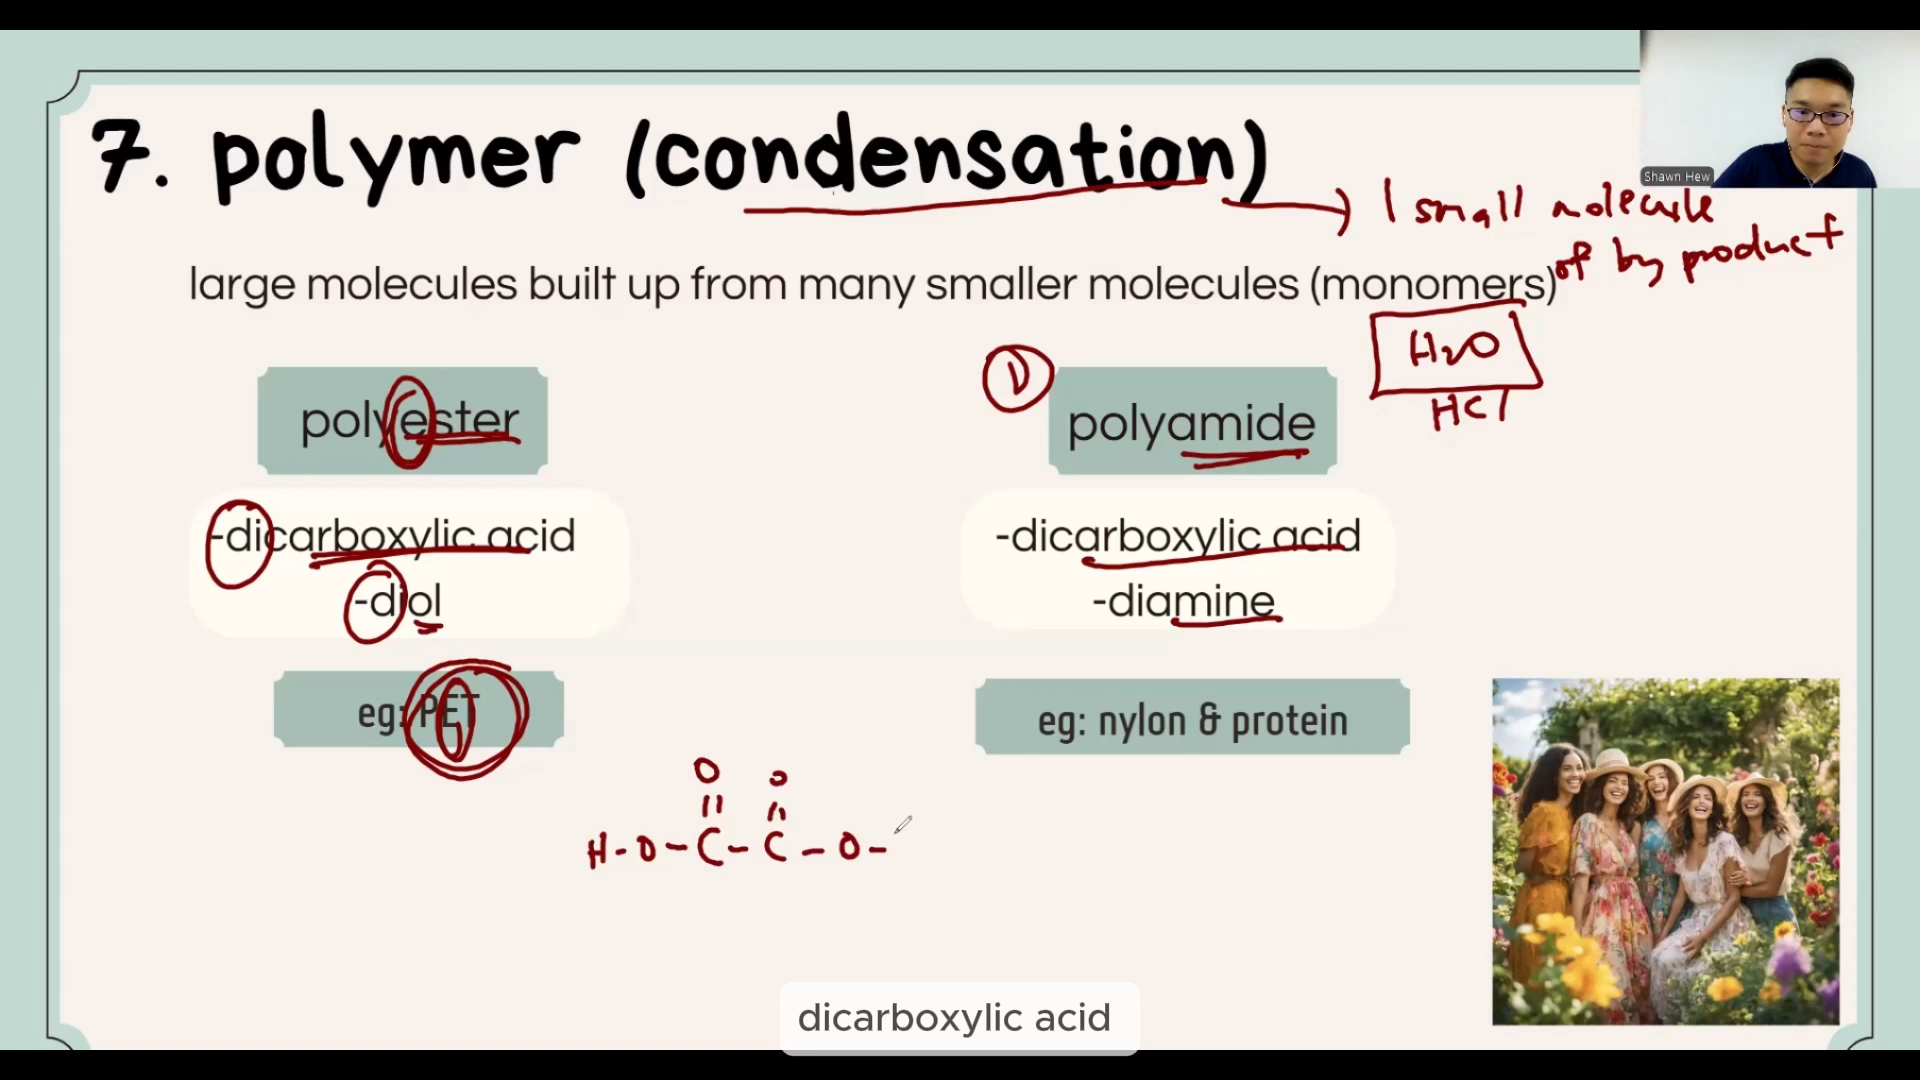 Shawn Hew
7. polymer (condensation)
1 small molecule
of by product
large molecules built up from many smaller molecules (monomers)
H2O
HCl
polyester
1
polyamide
-dicarboxylic acid
-diol
-dicarboxylic acid
-diamine
eg: PET
eg: nylon & protein
O O
H-O-C-C-O-
dicarboxylic acid